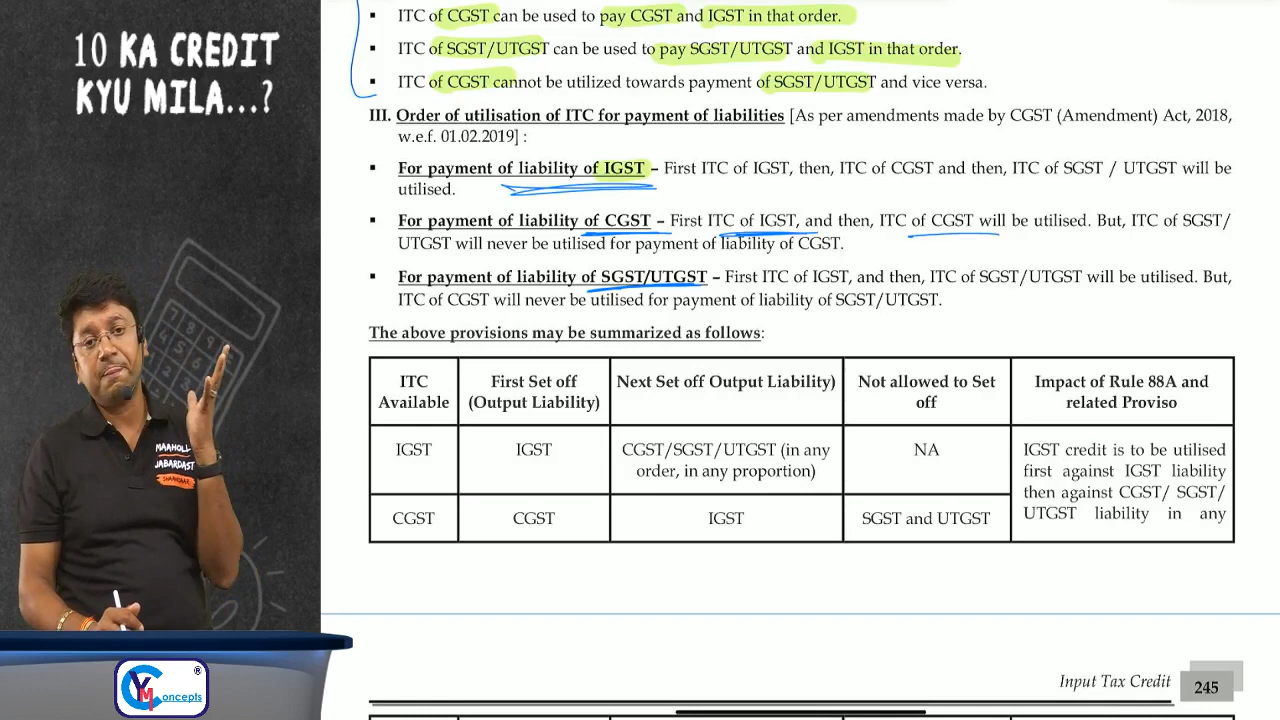 10 KA CREDIT
KYU MILA...?
▪ ITC of CGST can be used to pay CGST and IGST in that order.
▪ ITC of SGST/UTGST can be used to pay SGST/UTGST and IGST in that order.
▪ ITC of CGST cannot be utilized towards payment of SGST/UTGST and vice versa.
III. Order of utilisation of ITC for payment of liabilities [As per amendments made by CGST (Amendment) Act, 2018,
w.e.f. 01.02.2019] :
▪ For payment of liability of IGST – First ITC of IGST, then, ITC of CGST and then, ITC of SGST / UTGST will be
utilised.
▪ For payment of liability of CGST – First ITC of IGST, and then, ITC of CGST will be utilised. But, ITC of SGST/
UTGST will never be utilised for payment of liability of CGST.
▪ For payment of liability of SGST/UTGST – First ITC of IGST, and then, ITC of SGST/UTGST will be utilised. But,
ITC of CGST will never be utilised for payment of liability of SGST/UTGST.
The above provisions may be summarized as follows:
ITC
Available
First Set off
(Output Liability)
Next Set off Output Liability)
Not allowed to Set
off
Impact of Rule 88A and
related Proviso
IGST
IGST
CGST/SGST/UTGST (in any
order, in any proportion)
NA
IGST credit is to be utilised
first against IGST liability
then against CGST/ SGST/
UTGST liability in any
CGST
CGST
IGST
SGST and UTGST
Input Tax Credit
245
MAAHOLL
JABARDAST
SHAANDAAR
YM
Concepts
®